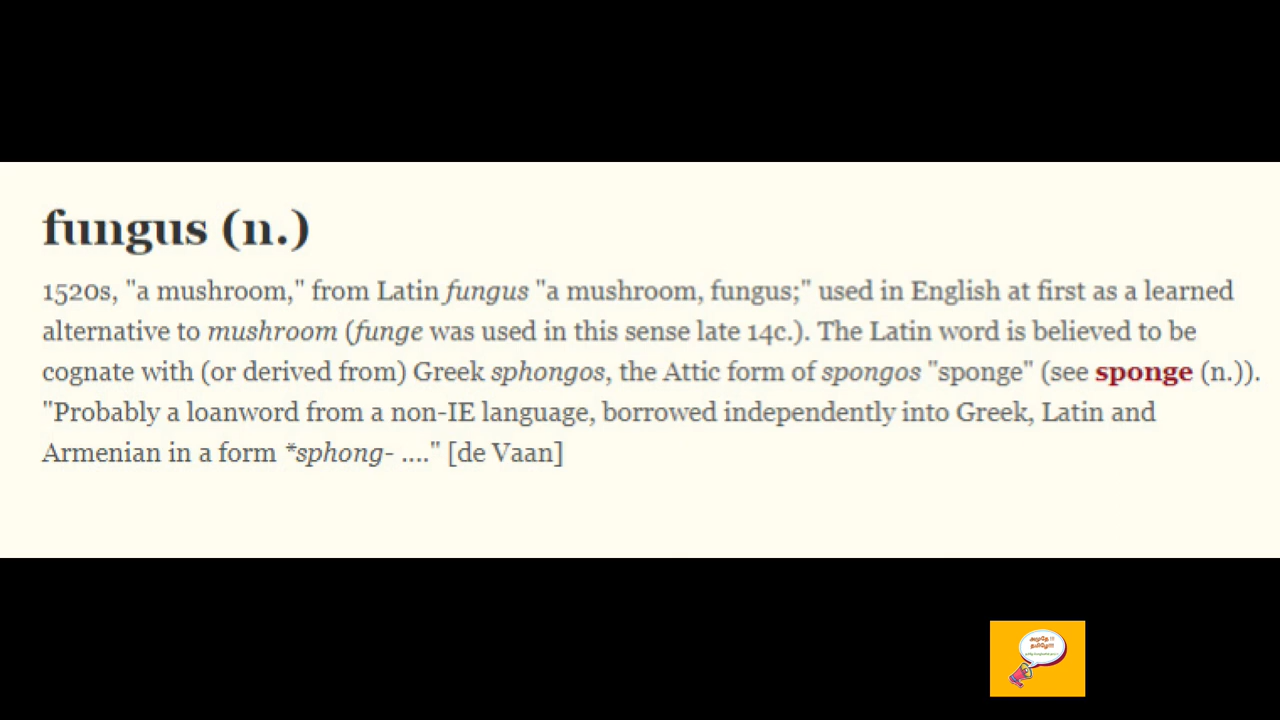 fungus (n.)
1520s, "a mushroom," from Latin fungus "a mushroom, fungus;" used in English at first as a learned
alternative to mushroom (funge was used in this sense late 14c.). The Latin word is believed to be
cognate with (or derived from) Greek sphongos, the Attic form of spongos "sponge" (see sponge (n.)).
"Probably a loanword from a non-IE language, borrowed independently into Greek, Latin and
Armenian in a form *sphong- ...." [de Vaan]
அமுதே !!
தமிழே!!!